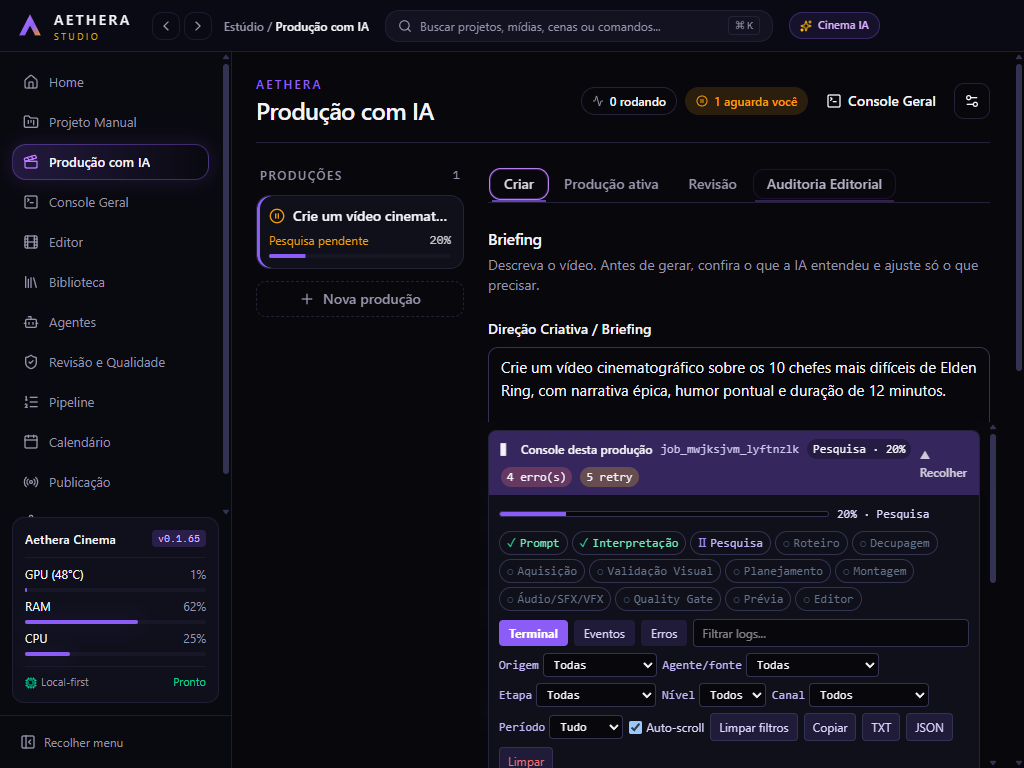 AETHERA
STUDIO
Estúdio / Produção com IA
Buscar projetos, mídias, cenas ou comandos...
⌘ K
Cinema IA
Home
Projeto Manual
Produção com IA
Console Geral
Editor
Biblioteca
Agentes
Revisão e Qualidade
Pipeline
Calendário
Publicação
Aethera Cinema v0.1.65
GPU (48°C) 1%
RAM 62%
CPU 25%
Local-first Pronto
Recolher menu
AETHERA
Produção com IA
0 rodando
1 aguarda você
Console Geral
PRODUÇÕES 1
Crie um vídeo cinemat...
Pesquisa pendente 20%
+ Nova produção
Criar
Produção ativa
Revisão
Auditoria Editorial
Briefing
Descreva o vídeo. Antes de gerar, confira o que a IA entendeu e ajuste só o que
precisar.
Direção Criativa / Briefing
Crie um vídeo cinematográfico sobre os 10 chefes mais difíceis de Elden
Ring, com narrativa épica, humor pontual e duração de 12 minutos.
Console desta produção job_mwjksjvm_lyftnzlk Pesquisa · 20%
4 erro(s) 5 retry
▲
Recolher
20% · Pesquisa
✓ Prompt ✓ Interpretação II Pesquisa ○ Roteiro ○ Decupagem
○ Aquisição ○ Validação Visual ○ Planejamento ○ Montagem
○ Áudio/SFX/VFX ○ Quality Gate ○ Prévia ○ Editor
Terminal Eventos Erros Filtrar logs...
Origem Todas Agente/fonte Todas
Etapa Todas Nível Todos Canal Todos
Período Tudo Auto-scroll Limpar filtros Copiar TXT JSON
Limpar